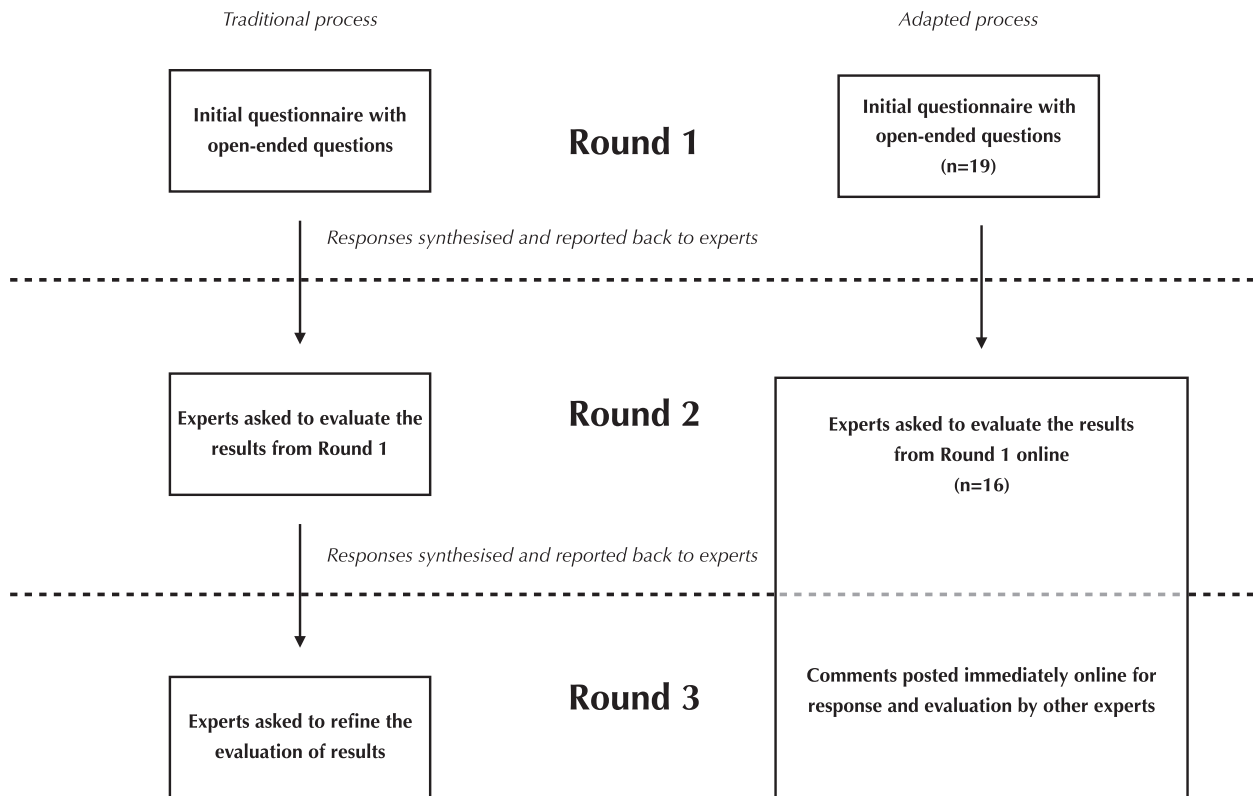 Traditional process
Adapted process
Initial questionnaire with
open-ended questions
Round 1
Initial questionnaire with
open-ended questions
(n=19)
Responses synthesised and reported back to experts
Experts asked to evaluate the
results from Round 1
Round 2
Experts asked to evaluate the results
from Round 1 online
(n=16)
Responses synthesised and reported back to experts
Experts asked to refine the
evaluation of results
Round 3
Comments posted immediately online for
response and evaluation by other experts